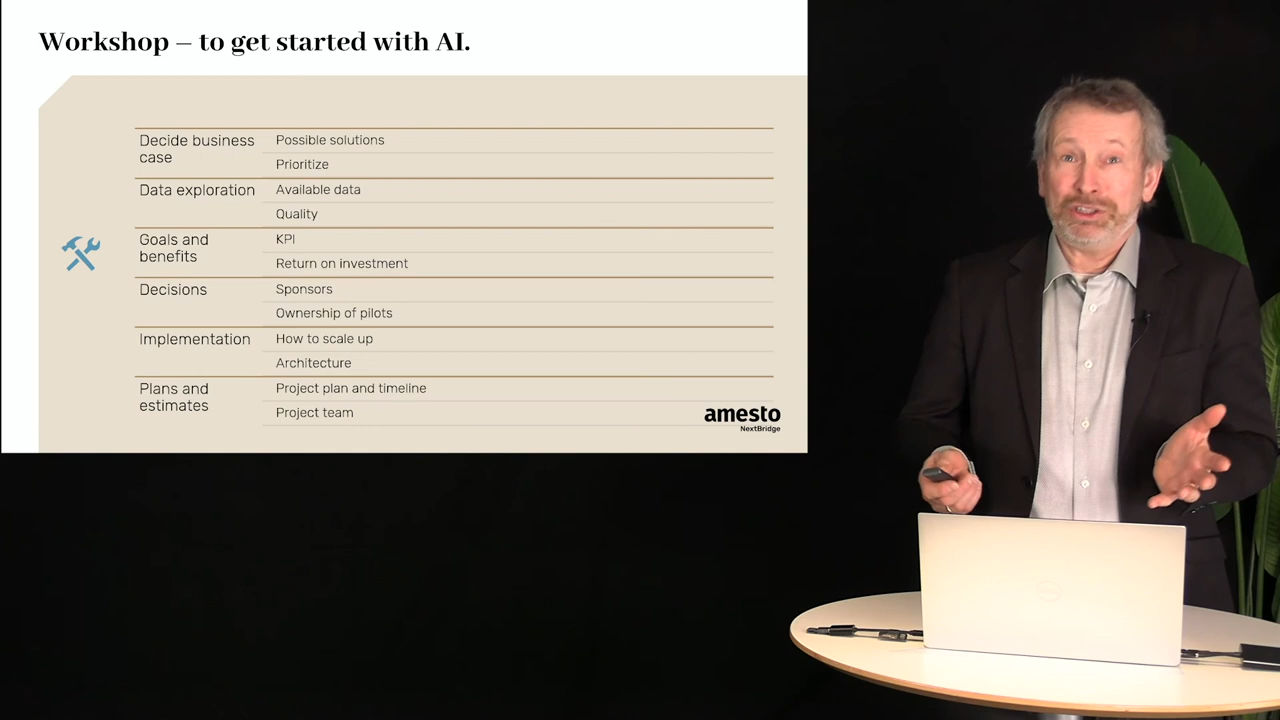 Workshop – to get started with AI.
Decide business
case
Possible solutions
Prioritize
Data exploration
Available data
Quality
Goals and
benefits
KPI
Return on investment
Decisions
Sponsors
Ownership of pilots
Implementation
How to scale up
Architecture
Plans and
estimates
Project plan and timeline
Project team
amesto
NextBridge